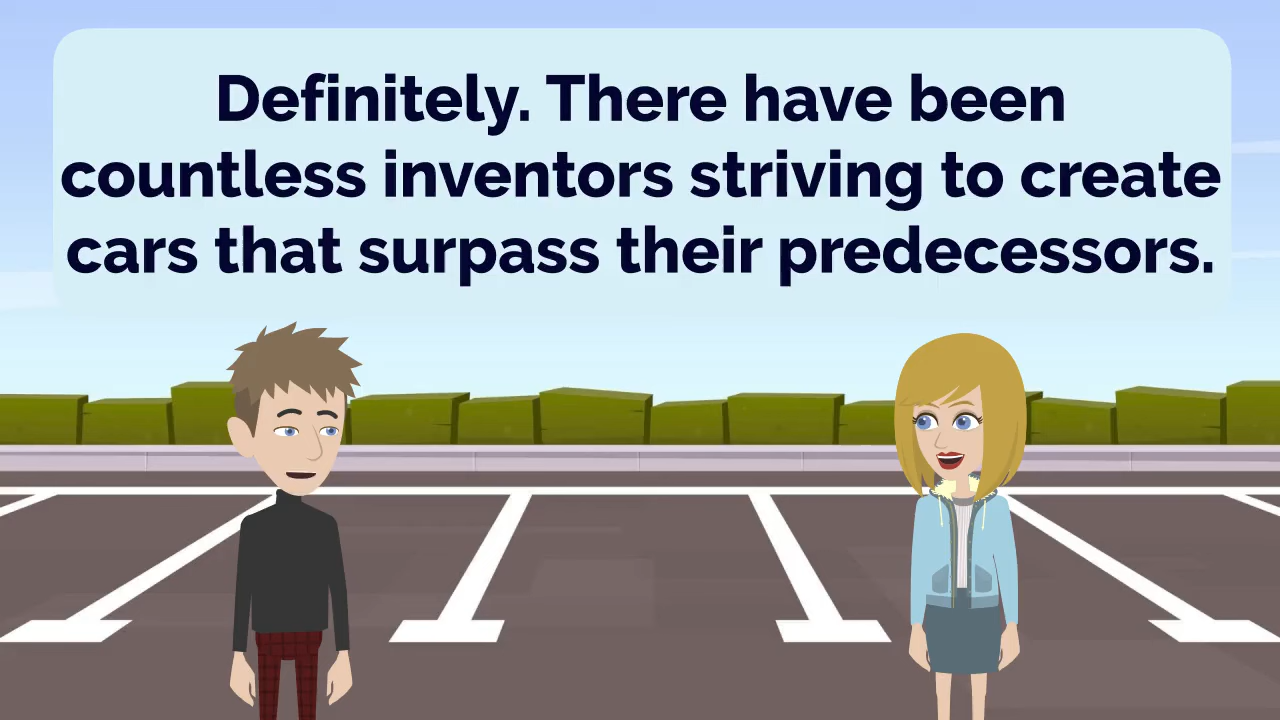 Definitely. There have been
countless inventors striving to create
cars that surpass their predecessors.